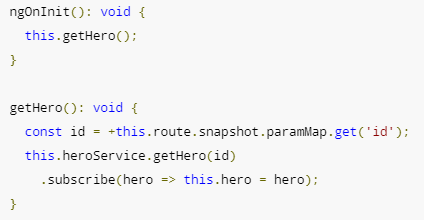 ngOnInit(): void {
  this.getHero();
}

getHero(): void {
  const id = +this.route.snapshot.paramMap.get('id');
  this.heroService.getHero(id)
    .subscribe(hero => this.hero = hero);
}